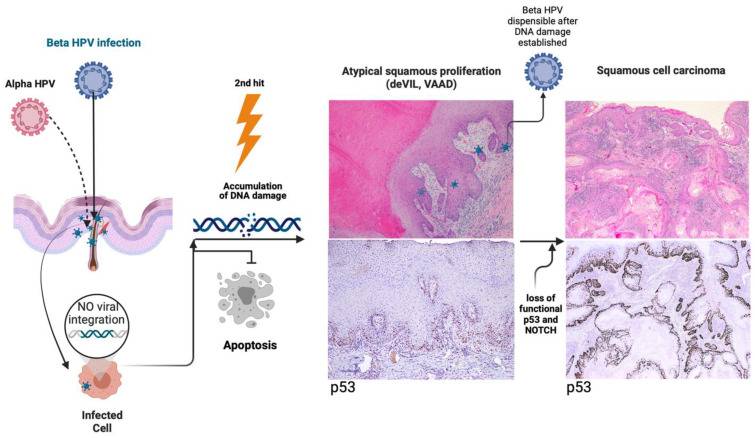 Beta HPV infection
Alpha HPV
NO viral
integration
Infected
Cell
2nd hit
Accumulation
of DNA damage
Apoptosis
Atypical squamous proliferation
(deVIL, VAAD)
p53
Beta HPV
dispensible after
DNA damage
established
loss of
functional
p53 and
NOTCH
Squamous cell carcinoma
p53